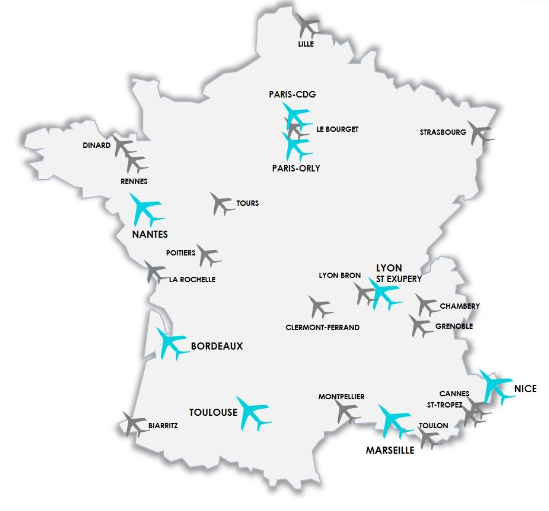 LILLE
PARIS-CDG
LE BOURGET
STRASBOURG
DINARD
PARIS-ORLY
RENNES
TOURS
NANTES
POITIERS
LYON
ST EXUPERY
LYON BRON
LA ROCHELLE
CHAMBERY
CLERMONT-FERRAND
GRENOBLE
BORDEAUX
NICE
CANNES
MONTPELLIER
ST-TROPEZ
TOULOUSE
BIARRITZ
TOULON
MARSEILLE